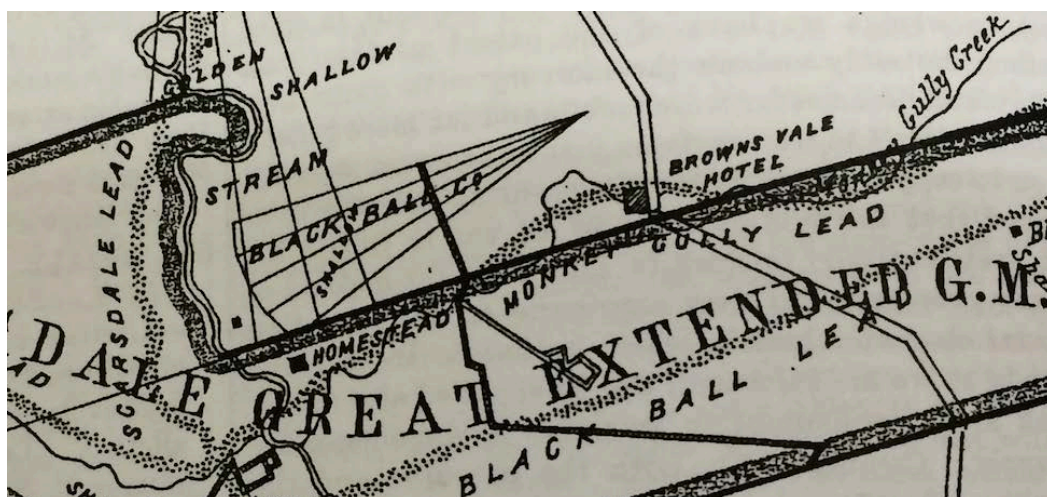 GOLDEN
SHALLOW
STREAM
Gully Creek
BROWNS VALE
HOTEL
SCARSDALE LEAD
BLACK BALL CO
MONKEY GULLY LEAD
HOMESTEAD
DALE GREAT EXTENDED G.M.
BLACK BALL LEAD